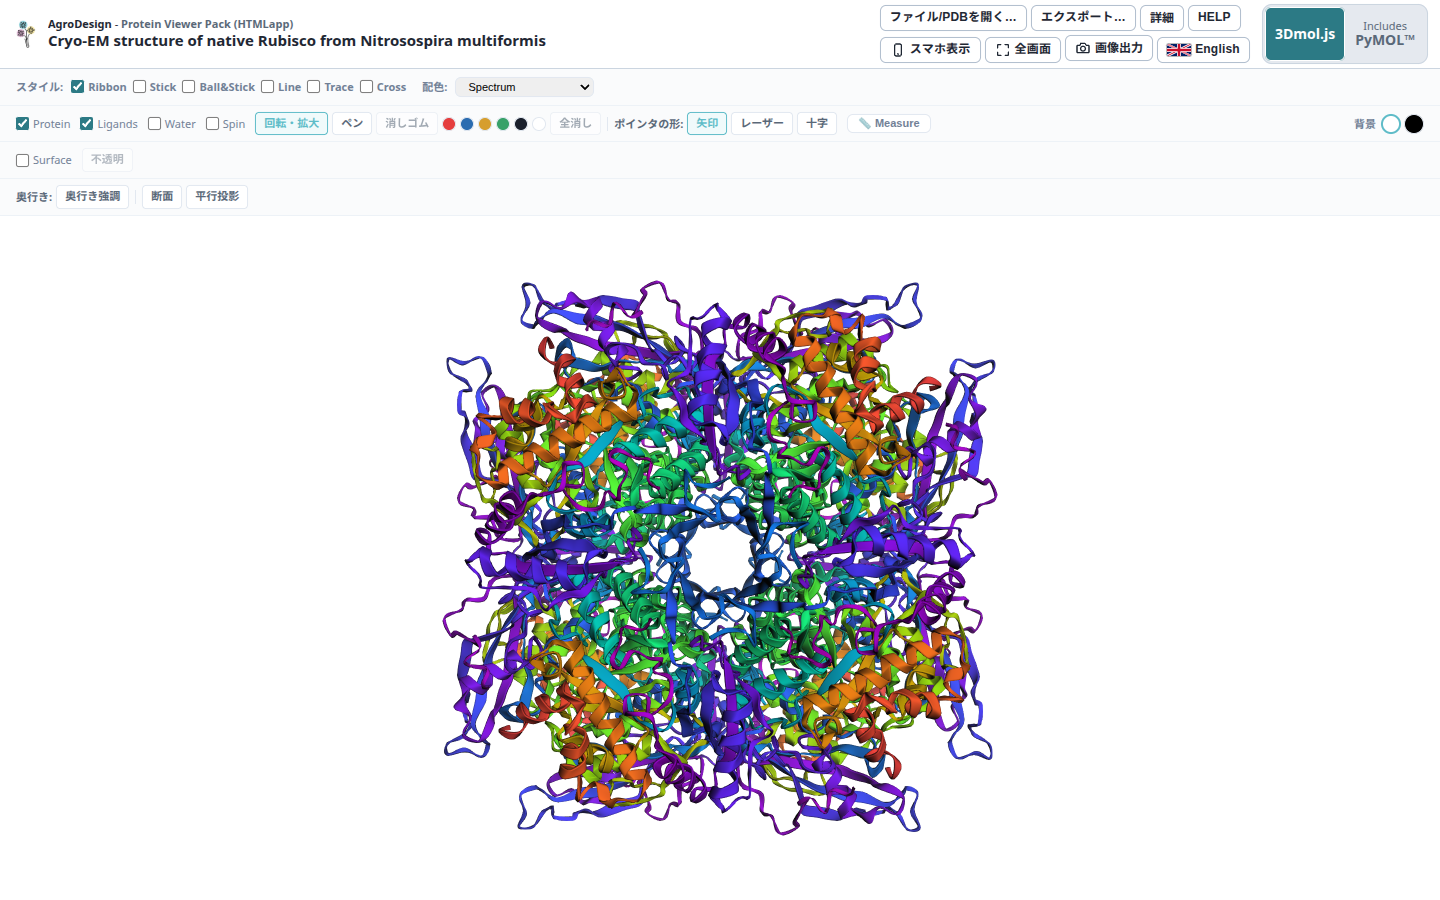 AgroDesign - Protein Viewer Pack (HTMLapp)
Cryo-EM structure of native Rubisco from Nitrosospira multiformis
ファイル/PDBを開く... エクスポート... 詳細 HELP
スマホ表示 全画面 画像出力 English
3Dmol.js
Includes
PyMOL™
スタイル: Ribbon Stick Ball&Stick Line Trace Cross 配色: Spectrum
Protein Ligands Water Spin 回転・拡大 ペン 消しゴム 全消し ポインタの形: 矢印 レーザー 十字 Measure 背景
Surface 不透明
奥行き: 奥行き強調 断面 平行投影